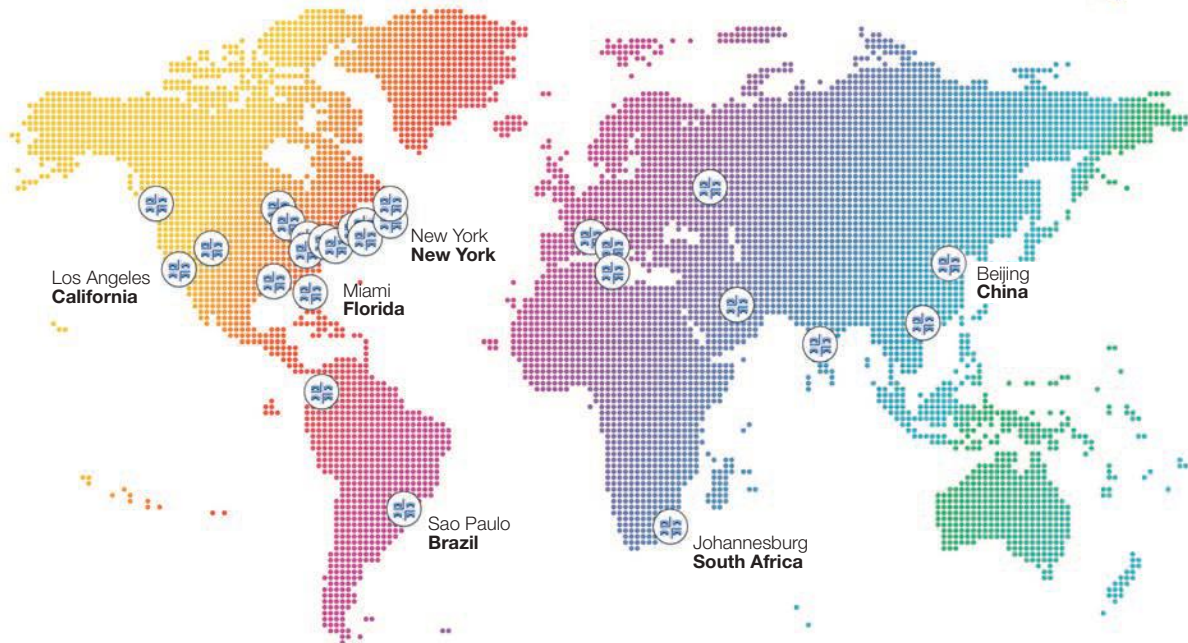 New York
New York
Los Angeles
California
Beijing
China
Miami
Florida
Sao Paulo
Brazil
Johannesburg
South Africa